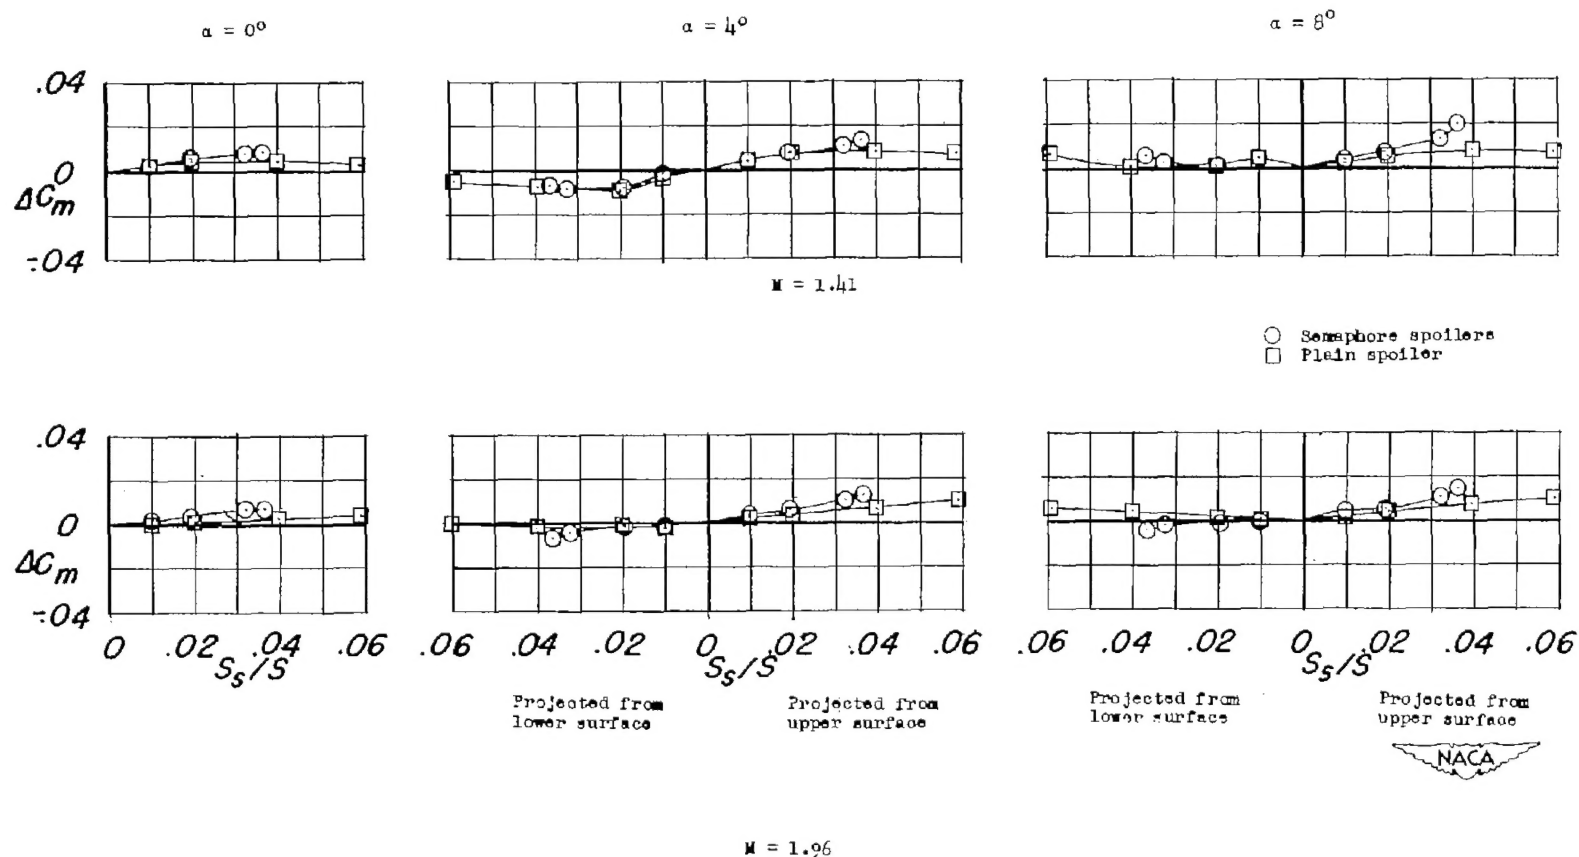 α = 0° α = 4° α = 8°
.04
0
ΔCm
-.04
M = 1.41
Semaphore spoilers
Plain spoiler
.04
0
ΔCm
-.04
0 .02 .04 .06 .06 .04 .02 0 .02 .04 .06 .06 .04 .02 0 .02 .04 .06
Ss/S Ss/S Ss/S
Projected from Projected from Projected from Projected from
lower surface upper surface lower surface upper surface
NACA
M = 1.96